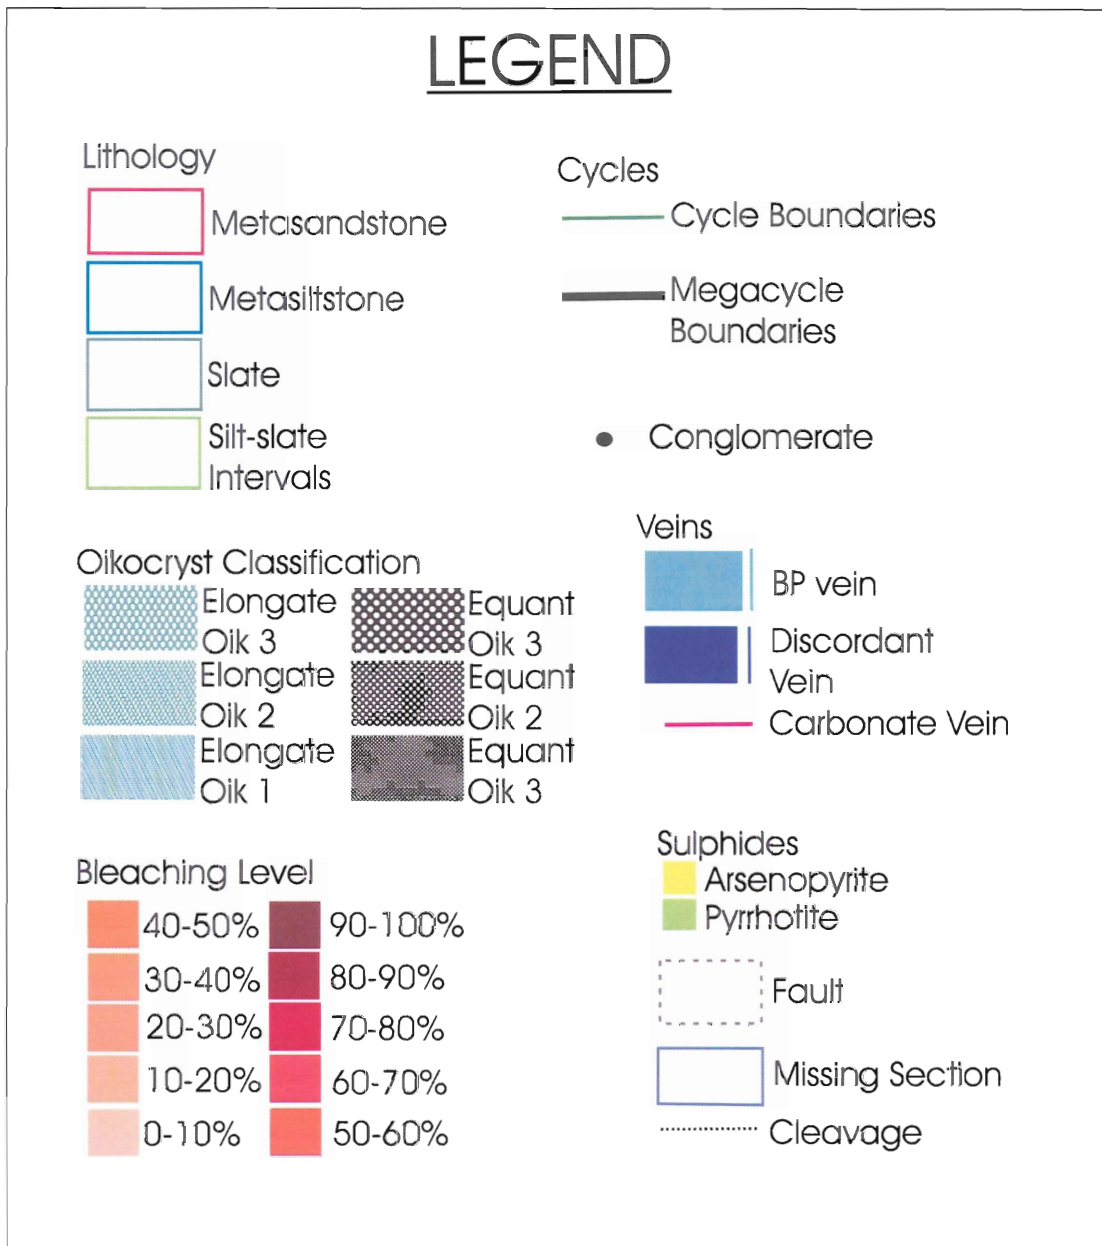 LEGEND
Lithology
Metasandstone
Metasiltstone
Slate
Silt-slate
Intervals
Cycles
Cycle Boundaries
Megacycle
Boundaries
Conglomerate
Oikocryst Classification
Elongate
Oik 3
Elongate
Oik 2
Elongate
Oik 1
Equant
Oik 3
Equant
Oik 2
Equant
Oik 3
Veins
BP vein
Discordant
Vein
Carbonate Vein
Bleaching Level
40-50%
30-40%
20-30%
10-20%
0-10%
90-100%
80-90%
70-80%
60-70%
50-60%
Sulphides
Arsenopyrite
Pyrrhotite
Fault
Missing Section
Cleavage